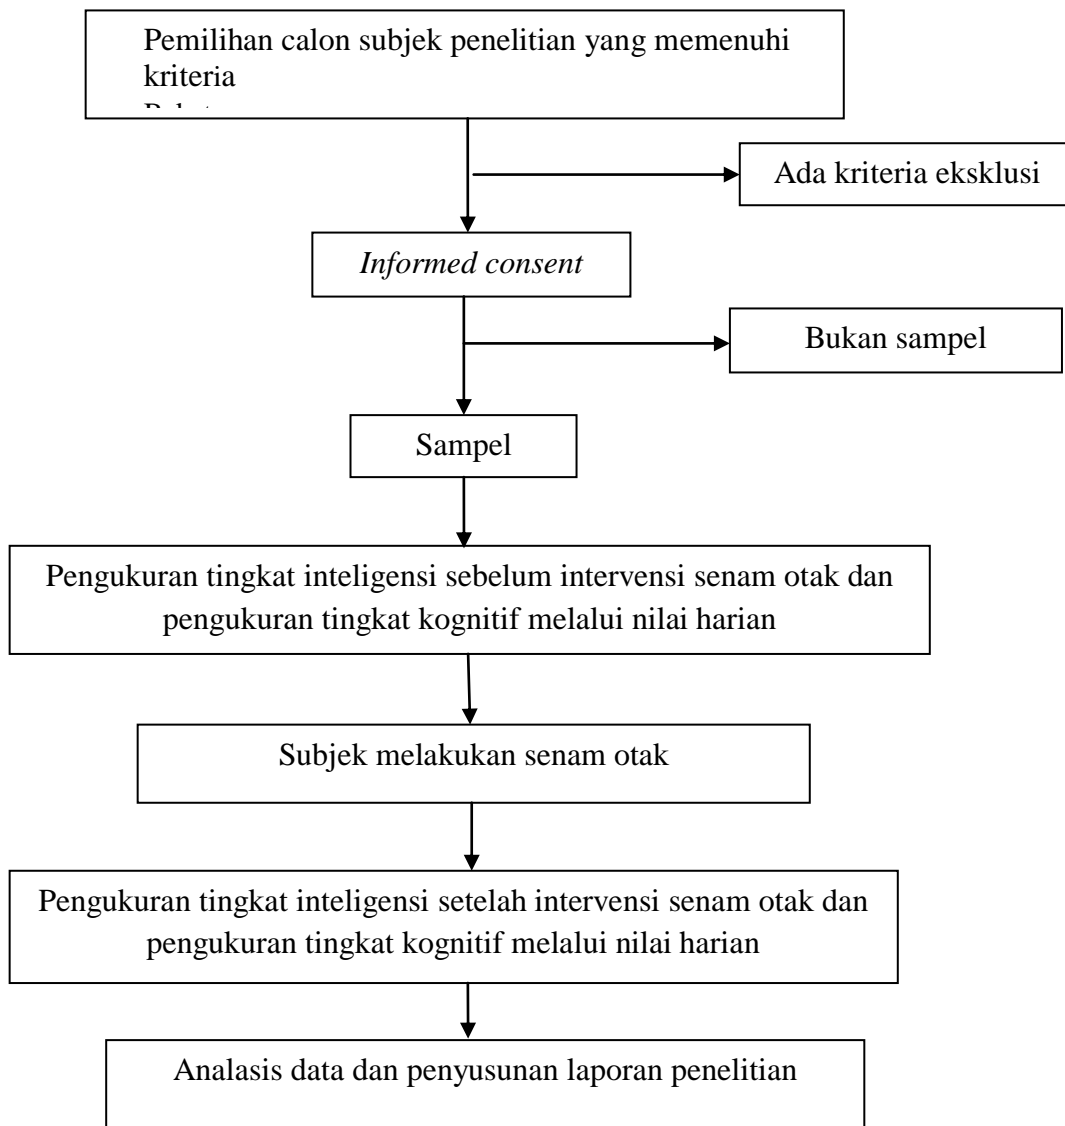 Pemilihan calon subjek penelitian yang memenuhi
kriteria
Ada kriteria eksklusi
Informed consent
Bukan sampel
Sampel
Pengukuran tingkat inteligensi sebelum intervensi senam otak dan
pengukuran tingkat kognitif melalui nilai harian
Subjek melakukan senam otak
Pengukuran tingkat inteligensi setelah intervensi senam otak dan
pengukuran tingkat kognitif melalui nilai harian
Analasis data dan penyusunan laporan penelitian